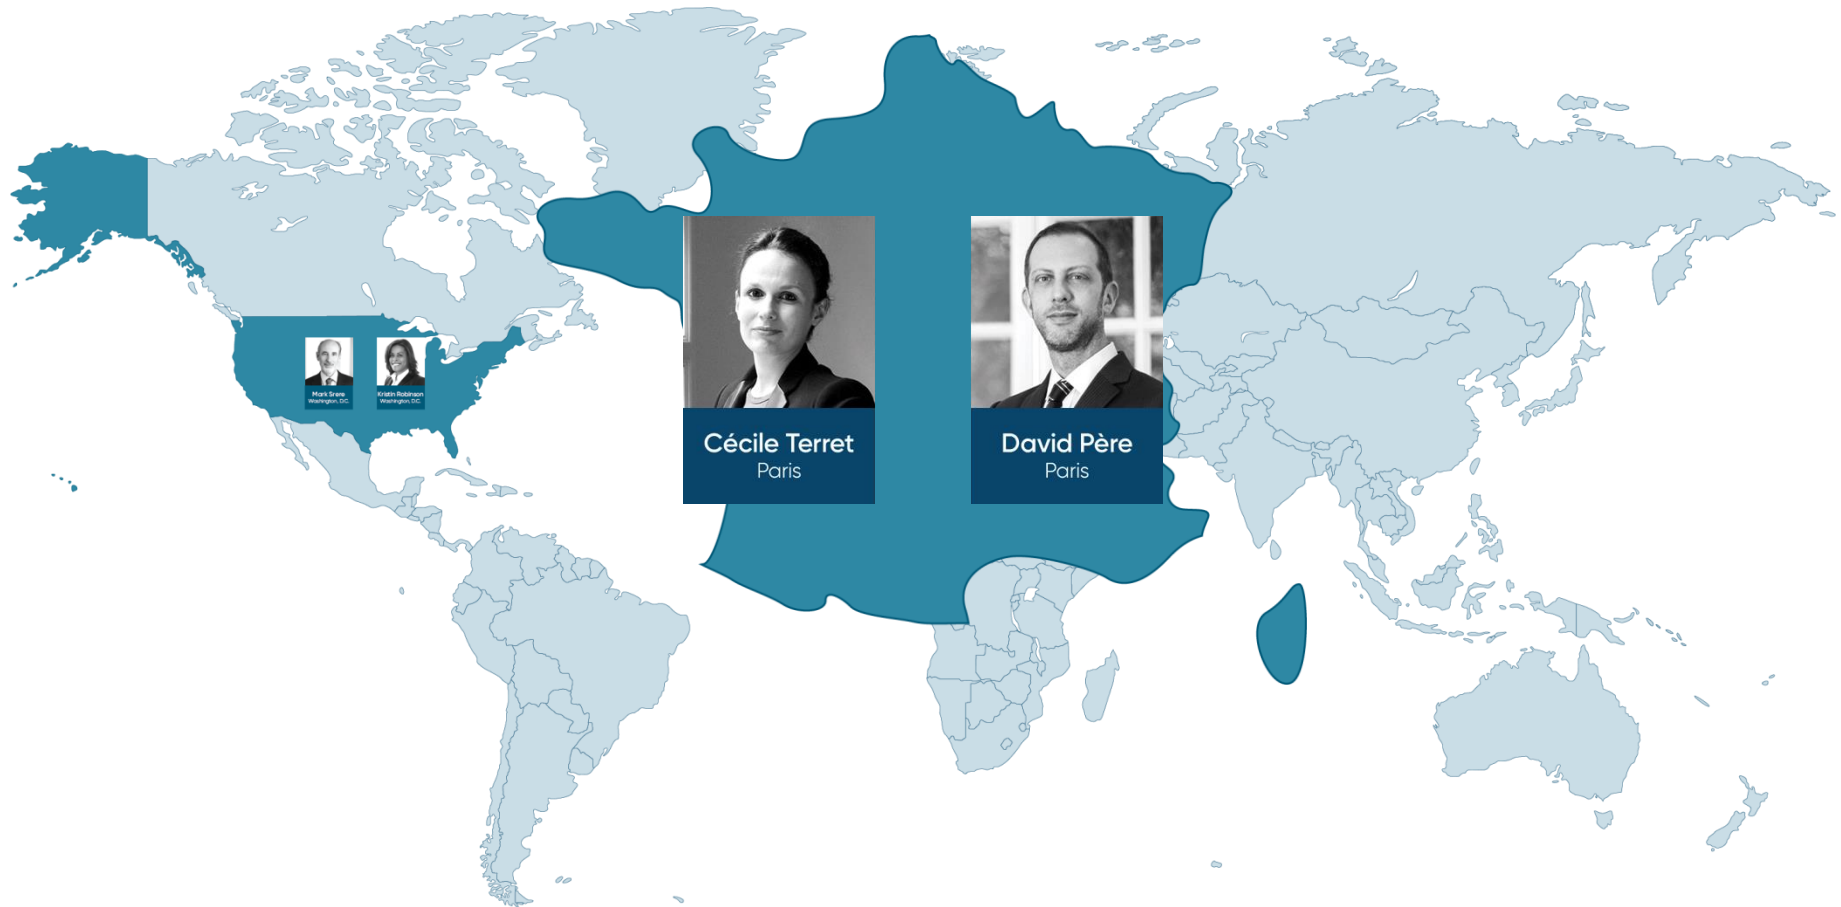 Mark Srere
Washington, D.C.
Kristin Robinson
Washington, D.C.
Cécile Terret
Paris
David Père
Paris